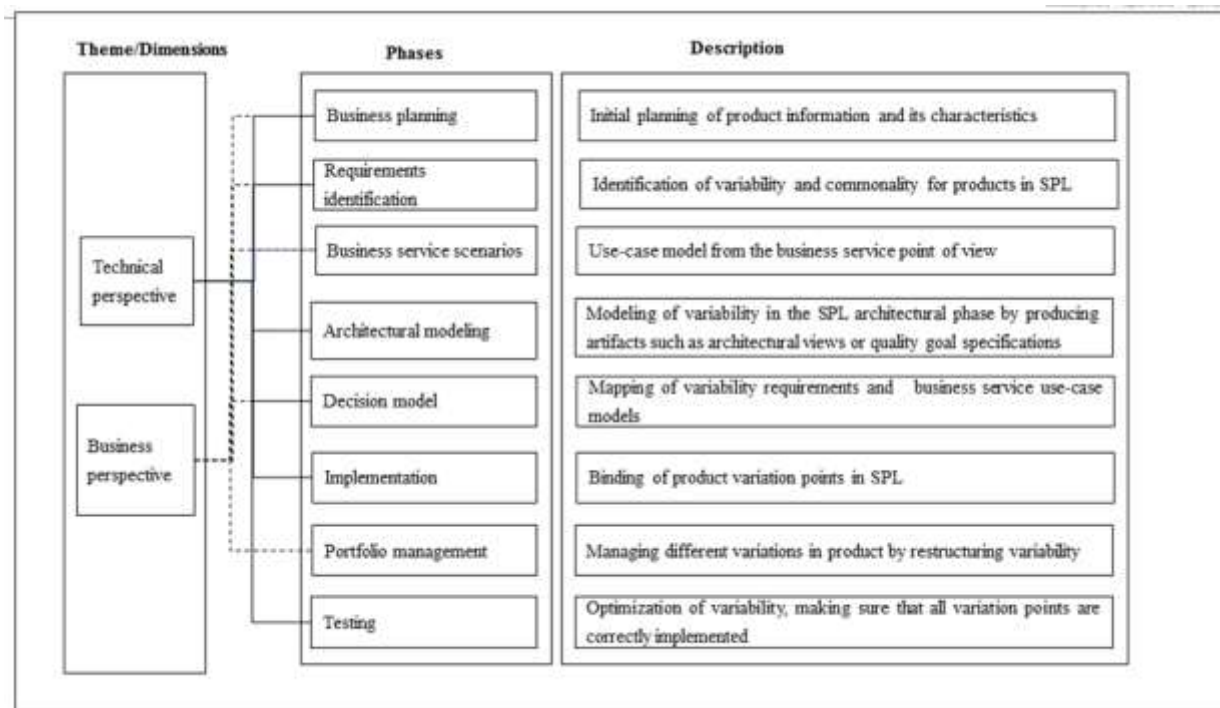 Theme/Dimensions
Phases
Description
Technical
perspective
Business
perspective
Business planning
Initial planning of product information and its characteristics
Requirements
identification
Identification of variability and commonality for products in SPL
Business service scenarios
Use-case model from the business service point of view
Architectural modeling
Modeling of variability in the SPL architectural phase by producing
artifacts such as architectural views or quality goal specifications
Decision model
Mapping of variability requirements and business service use-case
models
Implementation
Binding of product variation points in SPL
Portfolio management
Managing different variations in product by restructuring variability
Testing
Optimization of variability, making sure that all variation points are
correctly implemented